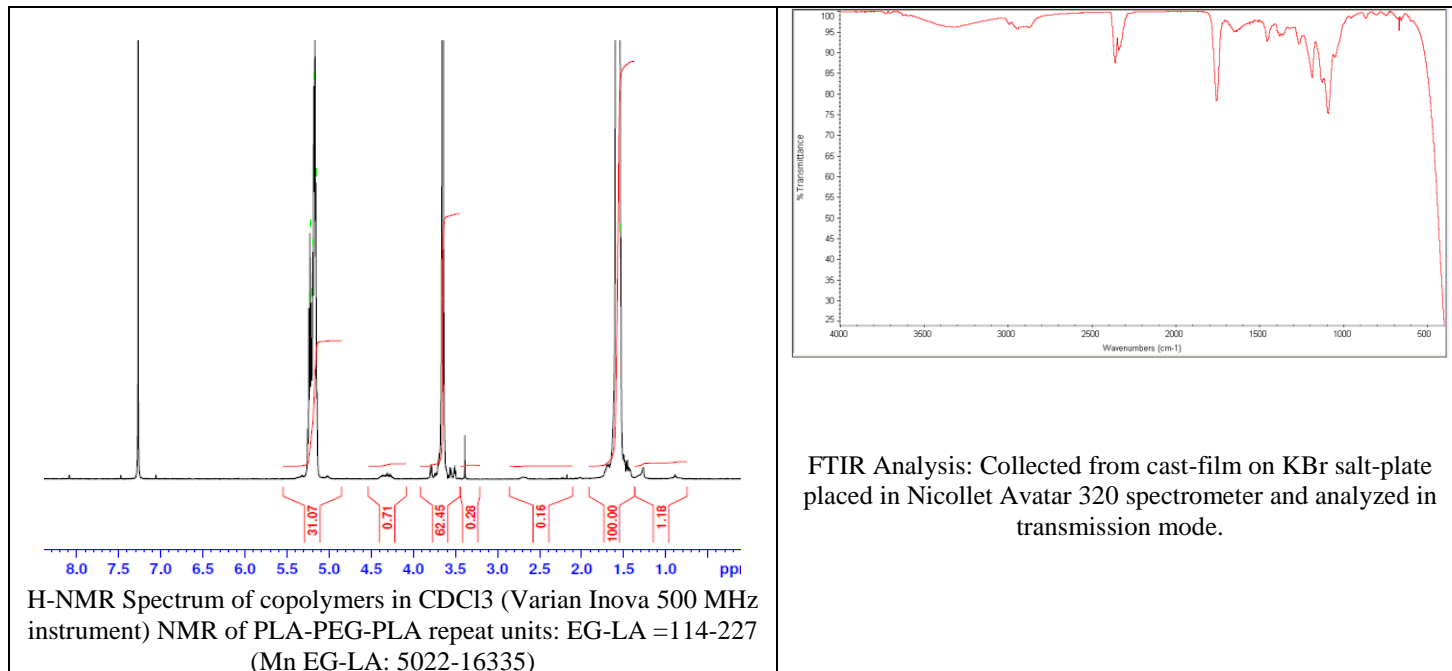 31.07
0.71
62.45
0.28
0.16
100.00
1.18
8.0 7.5 7.0 6.5 6.0 5.5 5.0 4.5 4.0 3.5 3.0 2.5 2.0 1.5 1.0 ppı
H-NMR Spectrum of copolymers in CDCl3 (Varian Inova 500 MHz
instrument) NMR of PLA-PEG-PLA repeat units: EG-LA =114-227
(Mn EG-LA: 5022-16335)
100
95
90
85
80
75
70
65
60
55
50
45
40
35
30
25
% Transmittance
4000 3500 3000 2500 2000 1500 1000 500
Wavenumbers (cm-1)
FTIR Analysis: Collected from cast-film on KBr salt-plate
placed in Nicollet Avatar 320 spectrometer and analyzed in
transmission mode.